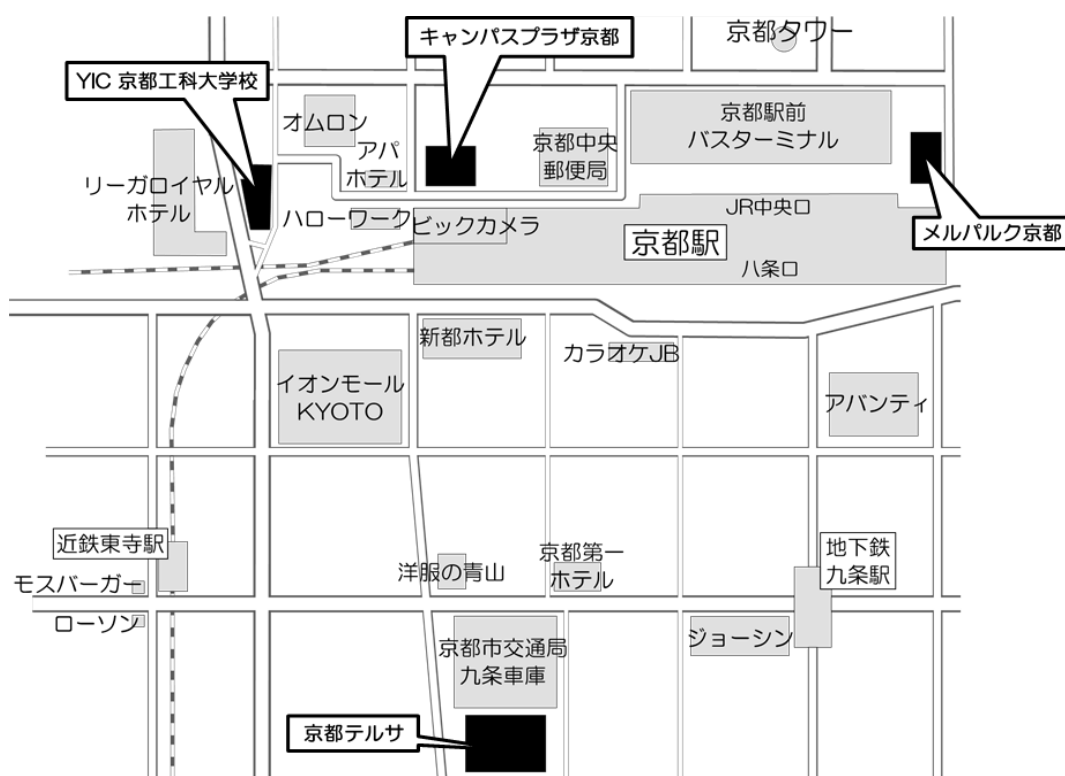 キャンパスプラザ京都
京都タワー
YIC 京都工科大学校
オムロン
アパ
ホテル
京都中央
郵便局
京都駅前
バスターミナル
リーガロイヤル
ホテル
ハローワーク
ビックカメラ
JR中央口
京都駅
八条口
メルパルク京都
新都ホテル
カラオケJB
イオンモール
KYOTO
アバンティ
近鉄東寺駅
モスバーガー
ローソン
洋服の青山
京都第一
ホテル
地下鉄
九条駅
京都市交通局
九条車庫
ジョーシン
京都テルサ